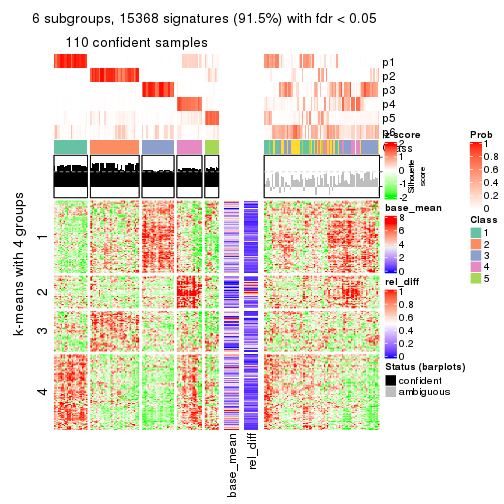 6 subgroups, 15368 signatures (91.5%) with fdr < 0.05
110 confident samples
p1
p2
p3
p4
p5
p6
Class
Silhouette
score
k-means with 4 groups
1
2
3
4
base_mean
rel_diff
z-score
2
1
0
-1
-2
base_mean
8
6
4
2
0
rel_diff
1
0.8
0.6
0.4
0.2
0
Status (barplots)
confident
ambiguous
Prob
1
0.8
0.6
0.4
0.2
0
Class
1
2
3
4
5